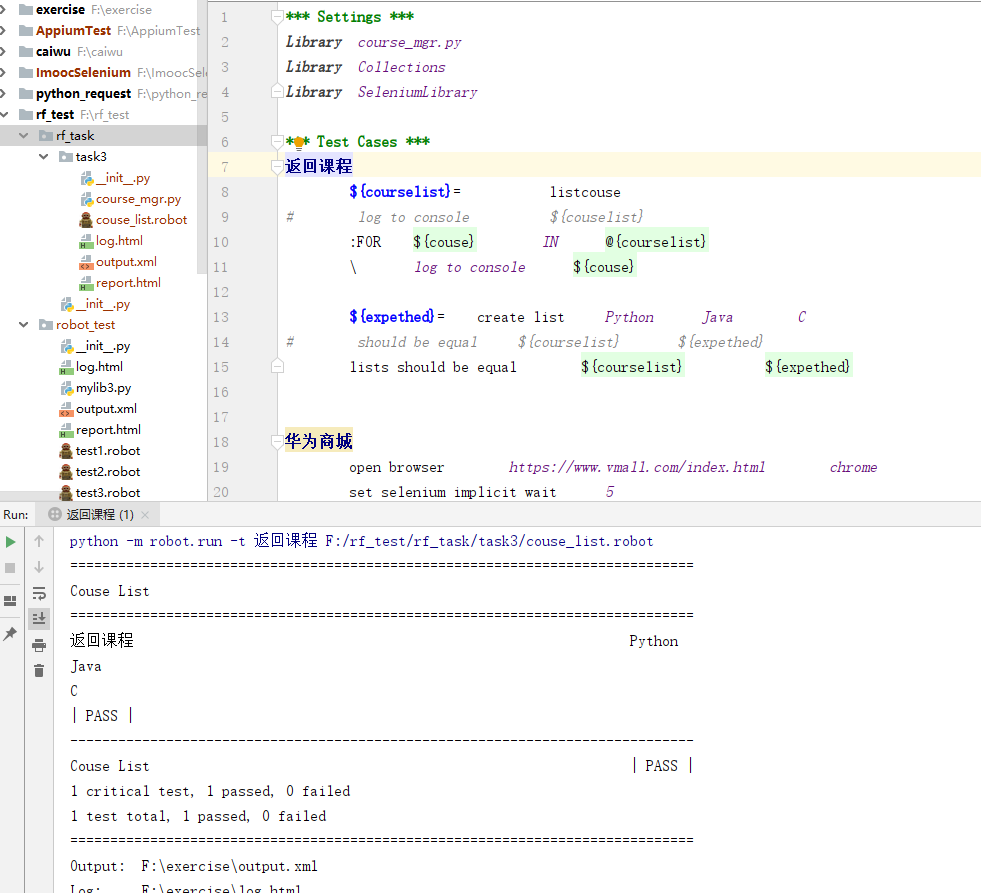 exercise F:\exercise
AppiumTest F:\AppiumTest
caiwu F:\caiwu
ImoocSelenium F:\ImoocSel
python_request F:\python_re
rf_test F:\rf_test
rf_task
task3
__init__.py
course_mgr.py
couse_list.robot
log.html
output.xml
report.html
__init__.py
robot_test
__init__.py
log.html
mylib3.py
output.xml
report.html
test1.robot
test2.robot
test3.robot
1 *** Settings ***
2 Library course_mgr.py
3 Library Collections
4 Library SeleniumLibrary
5
6 *** Test Cases ***
7 返回课程
8 ${courselist}= listcouse
9 # log to console ${couselist}
10 :FOR ${couse} IN @{courselist}
11 \ log to console ${couse}
12
13 ${expethed}= create list Python Java C
14 # should be equal ${courselist} ${expethed}
15 lists should be equal ${courselist} ${expethed}
16
17
18 华为商城
19 open browser https://www.vmall.com/index.html chrome
20 set selenium implicit wait 5
Run: 返回课程 (1)
python -m robot.run -t 返回课程 F:/rf_test/rf_task/task3/couse_list.robot
==============================================================================
Couse List
==============================================================================
返回课程 Python
Java
C
| PASS |
------------------------------------------------------------------------------
Couse List | PASS |
1 critical test, 1 passed, 0 failed
1 test total, 1 passed, 0 failed
==============================================================================
Output: F:\exercise\output.xml
Log: F:\exercise\log.html